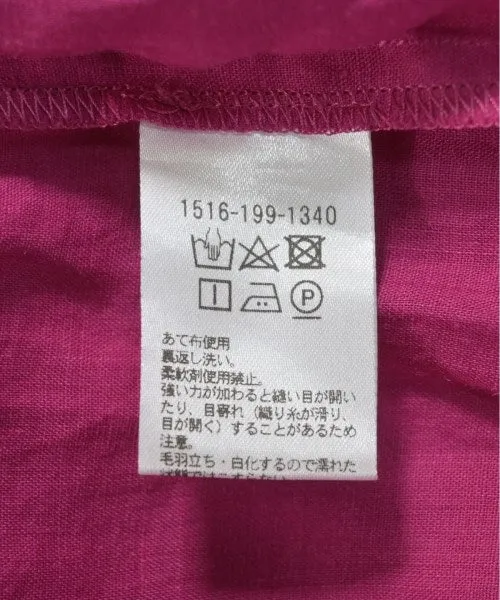 1516-199-1340
P
あて布使用
裏返し洗い。
柔軟剤使用禁止。
強い力が加わると縫い目が開い
たり、目寄れ（織り糸が滑り、
目が開く）することがあるため
注意。
毛羽立ち・白化するので濡れた